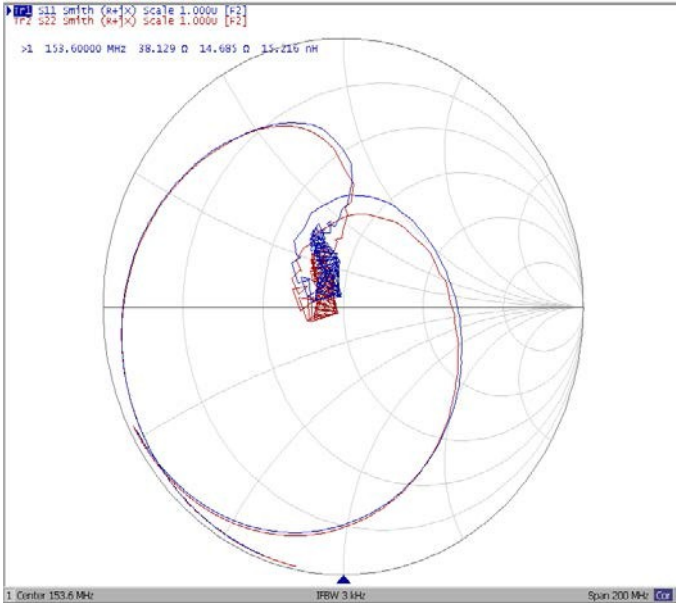 Tr1 S11 Smith (R+jX) Scale 1.000U [F2]
Tr2 S22 Smith (R+jX) Scale 1.000U [F2]
>1 153.60000 MHz 38.129 Ω 14.685 Ω 15.216 nH
1 Center 153.6 MHz IFBW 3 kHz Span 200 MHz Cor